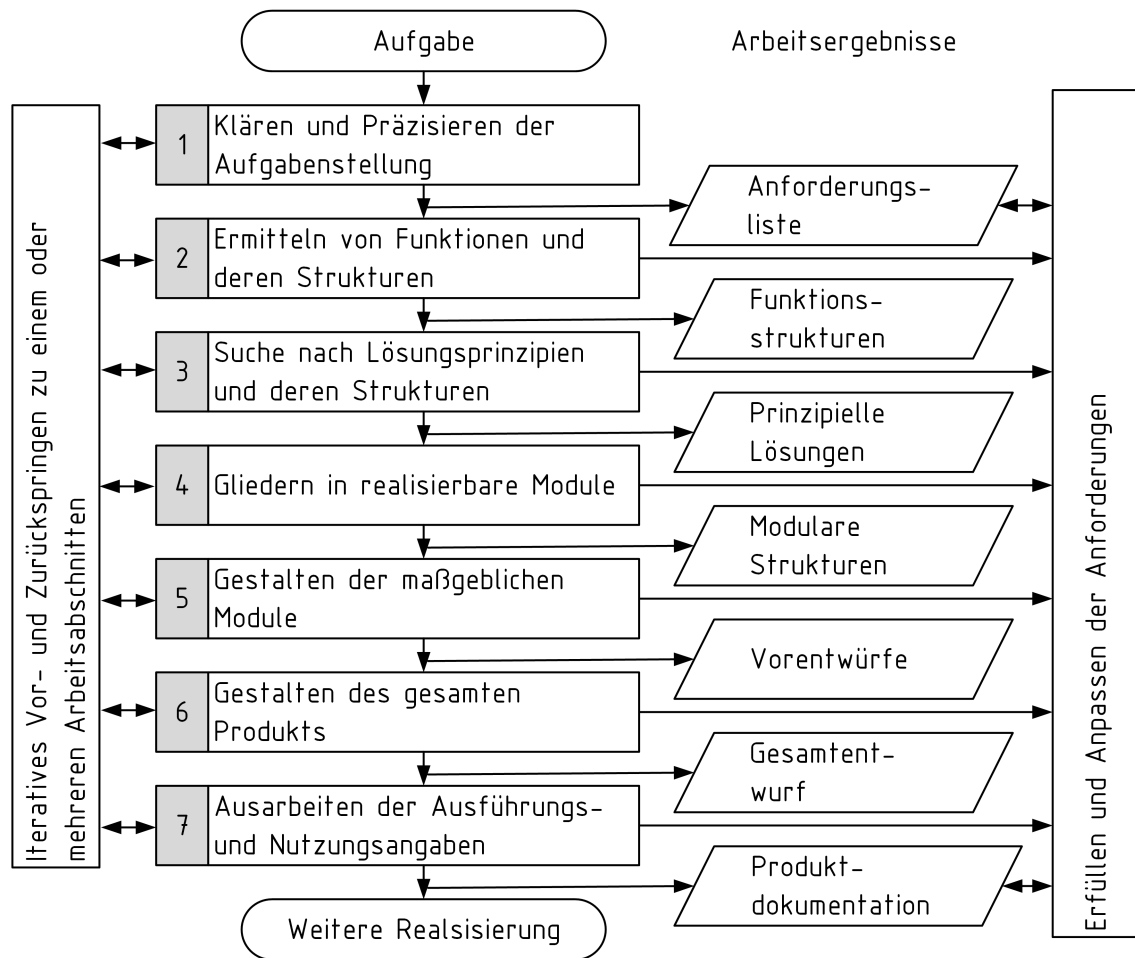 Aufgabe
Arbeitsergebnisse
1
Klären und Präzisieren der
Aufgabenstellung
Anforderungs-
liste
2
Ermitteln von Funktionen und
deren Strukturen
Funktions-
strukturen
3
Suche nach Lösungsprinzipien
und deren Strukturen
Prinzipielle
Lösungen
4
Gliedern in realisierbare Module
Modulare
Strukturen
5
Gestalten der maßgeblichen
Module
Vorentwürfe
6
Gestalten des gesamten
Produkts
Gesamtent-
wurf
7
Ausarbeiten der Ausführungs-
und Nutzungsangaben
Produkt-
dokumentation
Weitere Realsisierung
Iteratives Vor- und Zurückspringen zu einem oder
mehreren Arbeitsabschnitten
Erfüllen und Anpassen der Anforderungen